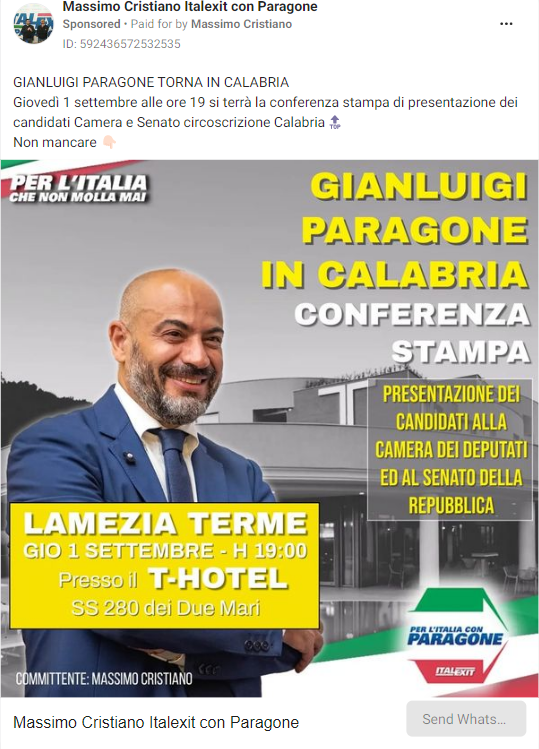 Massimo Cristiano Italexit con Paragone
Sponsored • Paid for by Massimo Cristiano
ID: 592436572532535
GIANLUIGI PARAGONE TORNA IN CALABRIA
Giovedì 1 settembre alle ore 19 si terrà la conferenza stampa di presentazione dei
candidati Camera e Senato circoscrizione Calabria 🔝
Non mancare 👇🏻
PER L'ITALIA
CHE NON MOLLA MAI
GIANLUIGI
PARAGONE
IN CALABRIA
CONFERENZA
STAMPA
PRESENTAZIONE DEI
CANDIDATI ALLA
CAMERA DEI DEPUTATI
ED AL SENATO DELLA
REPUBBLICA
LAMEZIA TERME
GIO 1 SETTEMBRE - H 19:00
Presso il T-HOTEL
SS 280 dei Due Mari
PER L'ITALIA CON
PARAGONE
ITALEXIT
COMMITTENTE: MASSIMO CRISTIANO
Massimo Cristiano Italexit con Paragone
Send Whats...